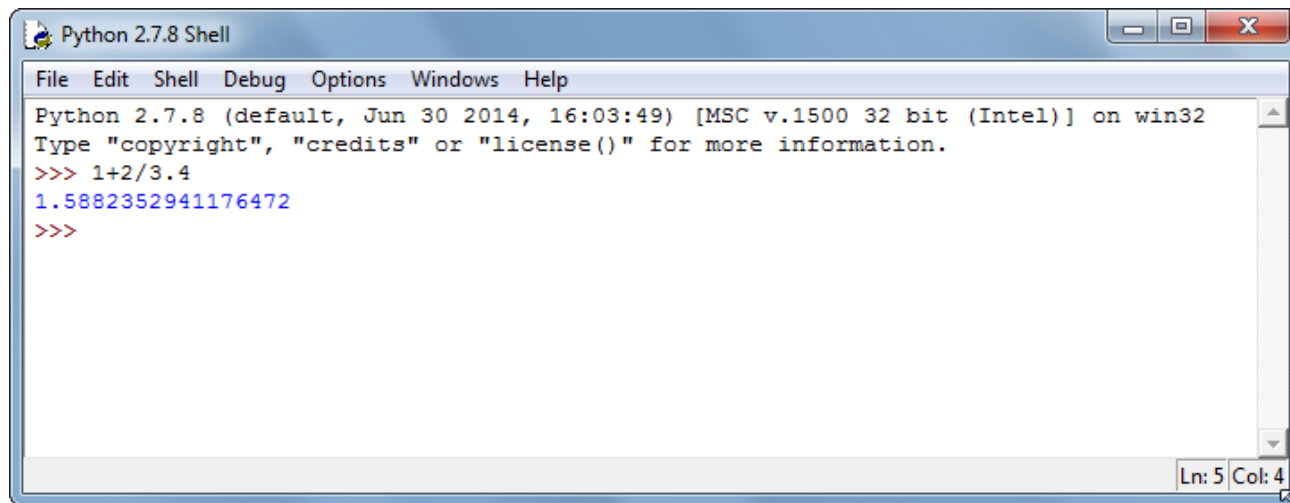 Python 2.7.8 Shell
File Edit Shell Debug Options Windows Help
Python 2.7.8 (default, Jun 30 2014, 16:03:49) [MSC v.1500 32 bit (Intel)] on win32
Type "copyright", "credits" or "license()" for more information.
>>> 1+2/3.4
1.5882352941176472
>>>
Ln: 5 Col: 4